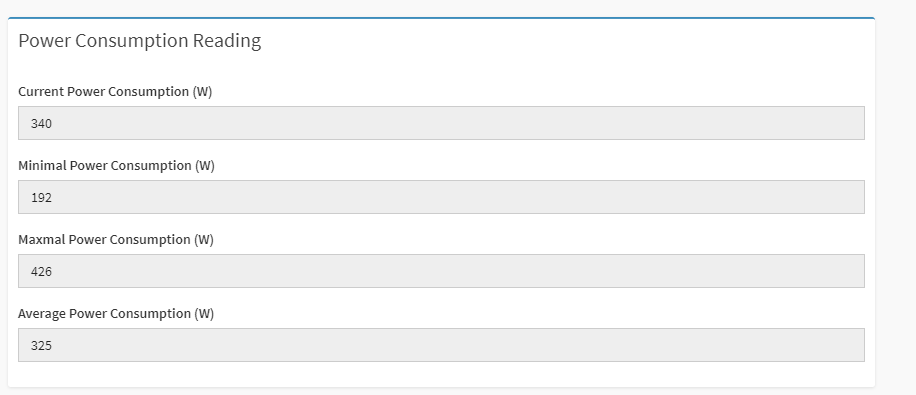 Power Consumption Reading
Current Power Consumption (W)
340
Minimal Power Consumption (W)
192
Maxmal Power Consumption (W)
426
Average Power Consumption (W)
325